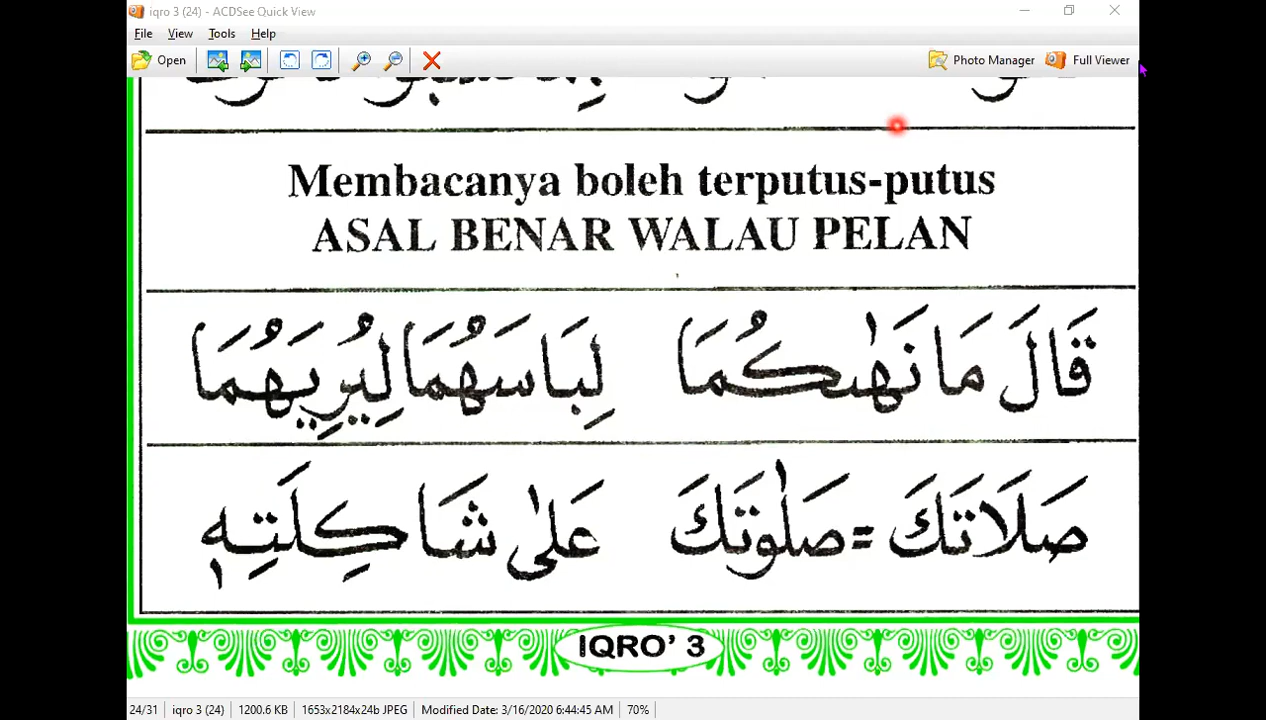 iqro 3 (24) - ACDSee Quick View
File View Tools Help
Open Photo Manager Full Viewer
Membacanya boleh terputus-putus
ASAL BENAR WALAU PELAN
قَالَ مَا نَهٰىكُمَا لِبَاسَهُمَا لِيُرِيَهُمَا
صَلَاتَكَ = صَلٰوتَكَ عَلٰى شَاكِلَتِهٖ
IQRO' 3
24/31 iqro 3 (24) 1200.6 KB 1653x2184x24b JPEG Modified Date: 3/16/2020 6:44:45 AM 70%